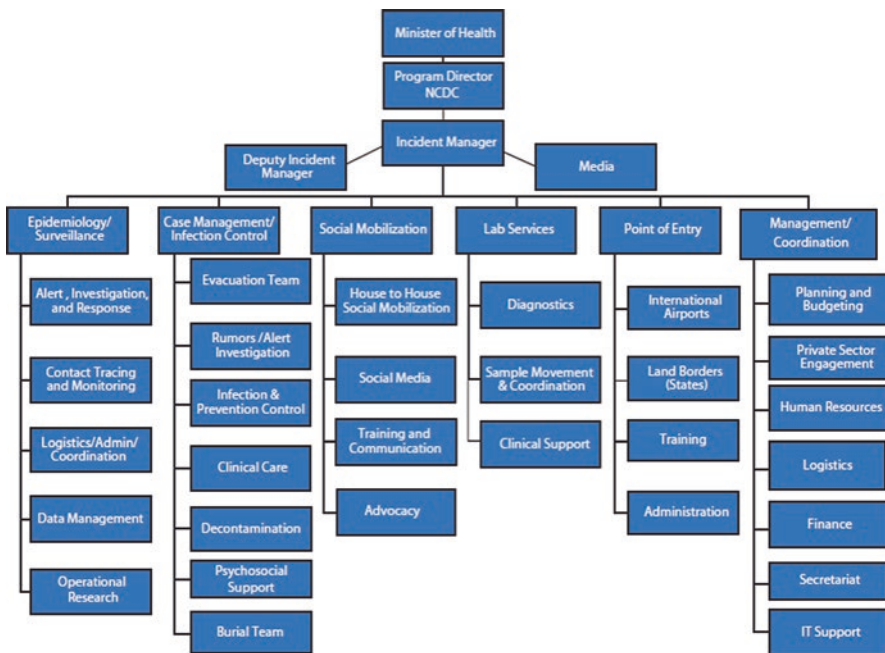 Minister of Health
Program Director
NCDC
Incident Manager
Deputy Incident
Manager
Media
Epidemiology/
Surveillance
Case Management/
Infection Control
Social Mobilization
Lab Services
Point of Entry
Management/
Coordination
Alert , Investigation,
and Response
Contact Tracing
and Monitoring
Logistics/Admin/
Coordination
Data Management
Operational
Research
Evacuation Team
Rumors /Alert
Investigation
Infection &
Prevention Control
Clinical Care
Decontamination
Psychosocial
Support
Burial Team
House to House
Social Mobilization
Social Media
Training and
Communication
Advocacy
Diagnostics
Sample Movement
& Coordination
Clinical Support
International
Airports
Land Borders
(States)
Training
Administration
Planning and
Budgeting
Private Sector
Engagement
Human Resources
Logistics
Finance
Secretariat
IT Support